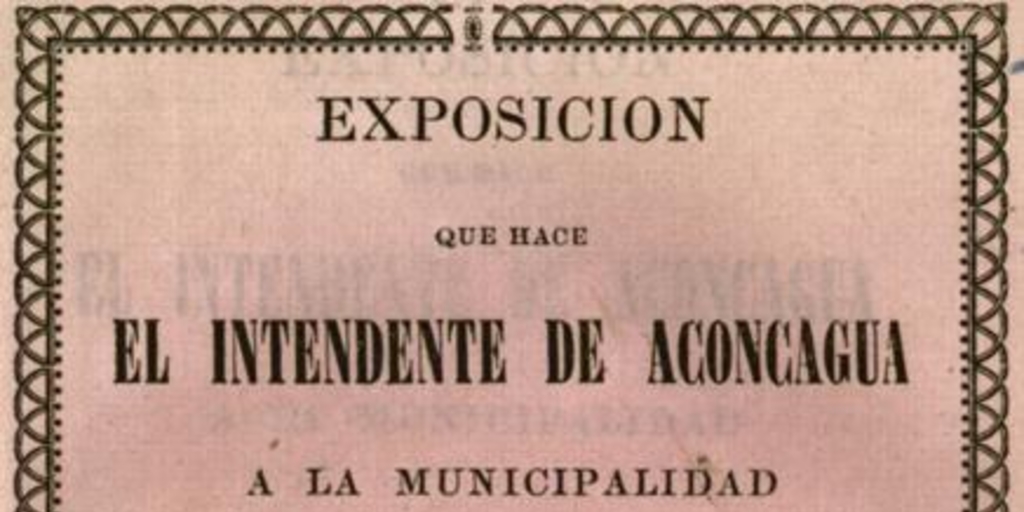 EXPOSICION
QUE HACE
EL INTENDENTE DE ACONCAGUA
A LA MUNICIPALIDAD